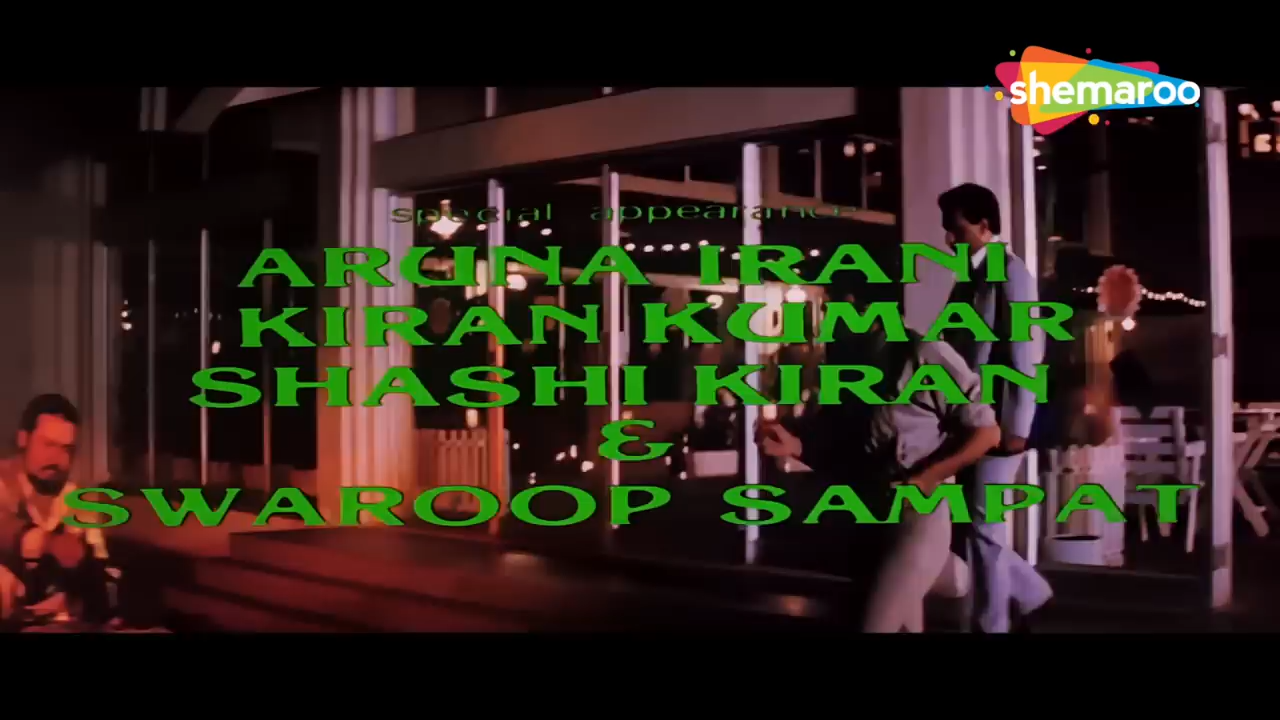 shemaroo
special appearance
ARUNA IRANI
KIRAN KUMAR
SHASHI KIRAN
&
SWAROOP SAMPAT